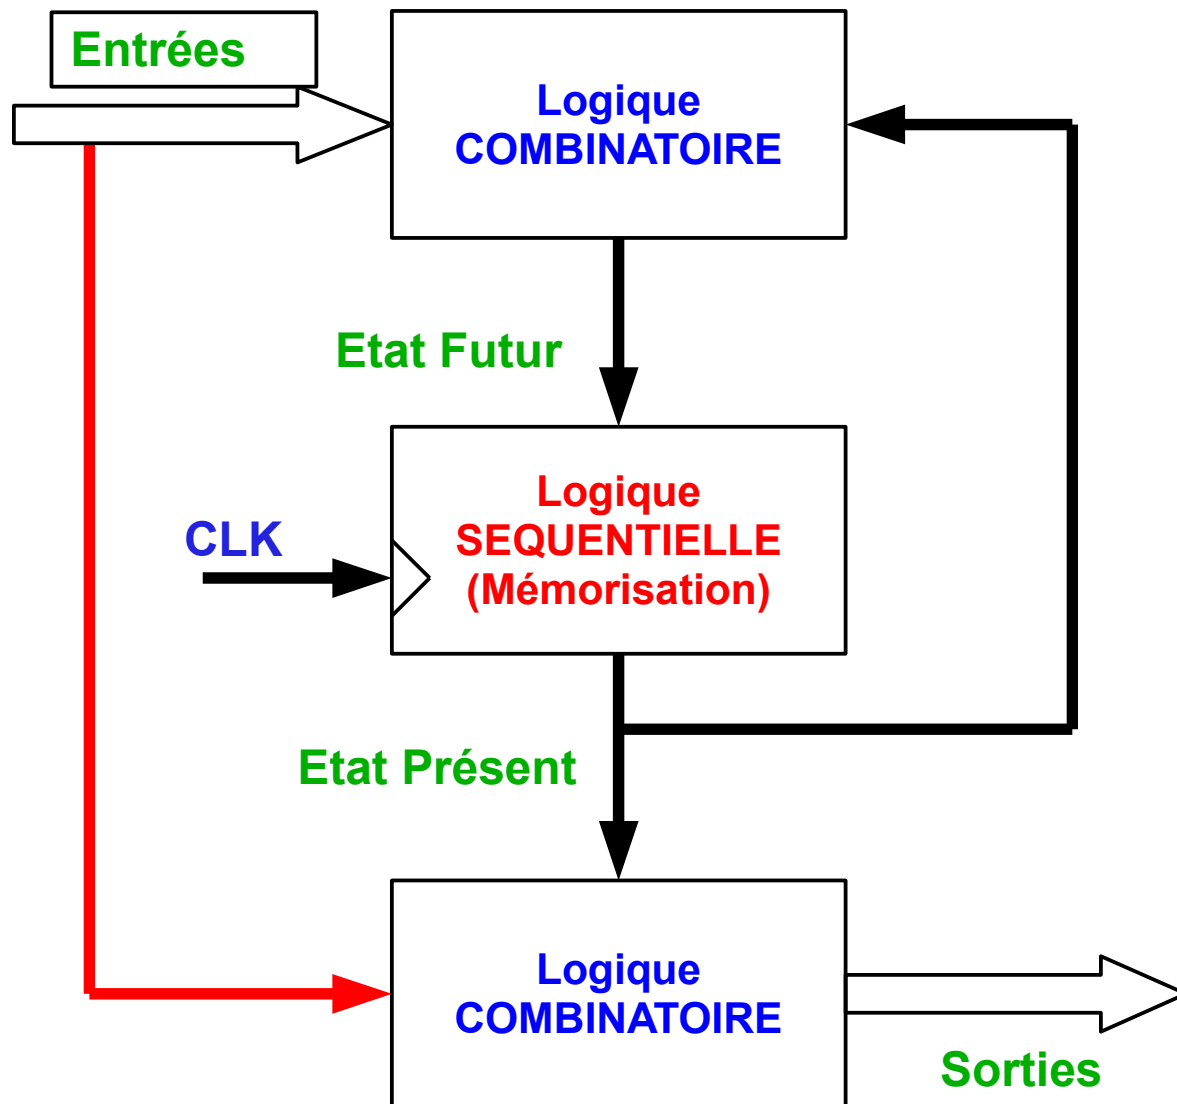 Entrées
Logique
COMBINATOIRE
Etat Futur
CLK
Logique
SEQUENTIELLE
(Mémorisation)
Etat Présent
Logique
COMBINATOIRE
Sorties